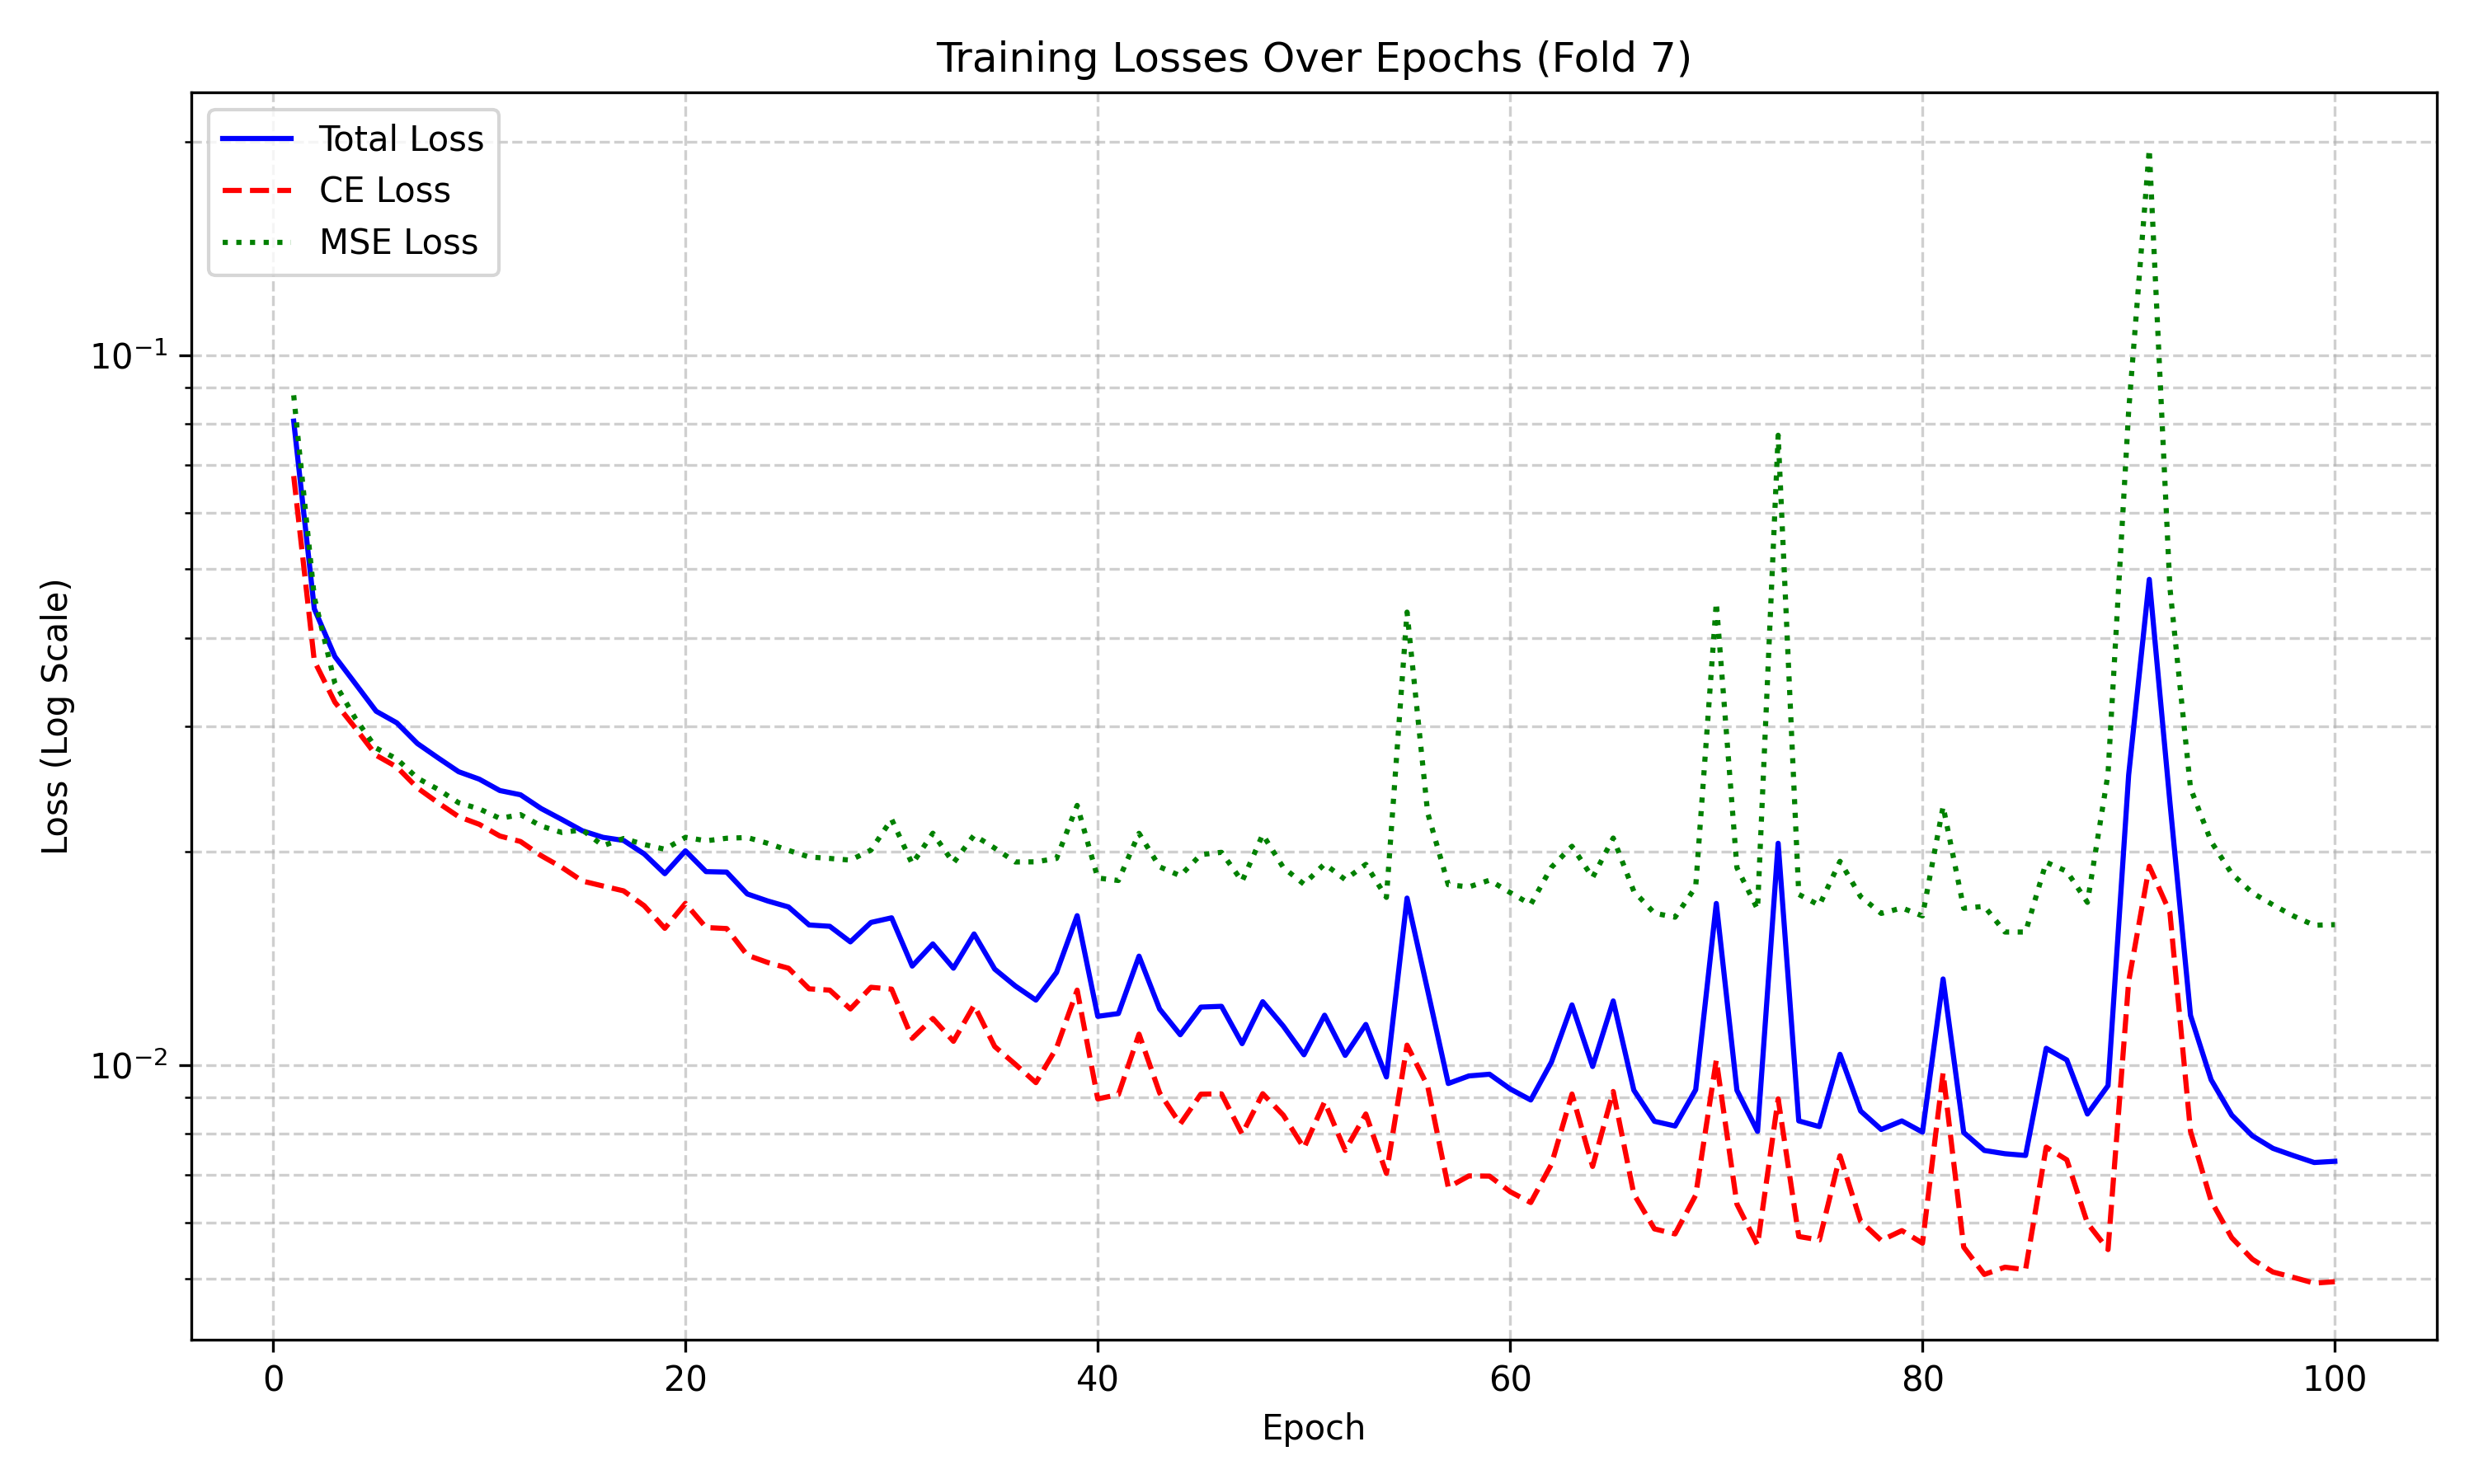 Training Losses Over Epochs (Fold 7)
Total Loss
CE Loss
MSE Loss
Loss (Log Scale)
10⁻¹
10⁻²
0 20 40 60 80 100
Epoch